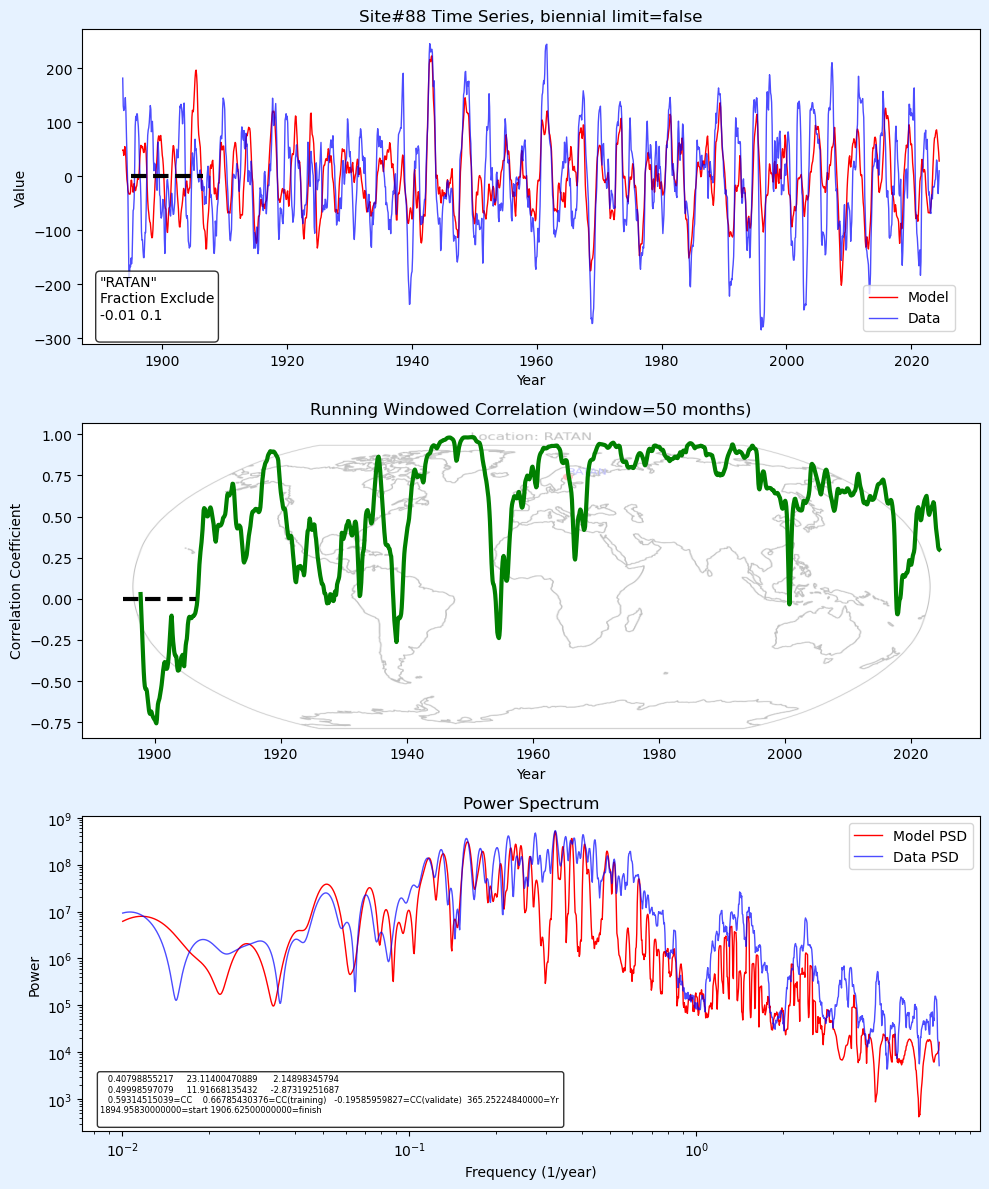 Site#88 Time Series, biennial limit=false
200
100
0
−100
−200
−300
Value
"RATAN"
Fraction Exclude
-0.01 0.1
Model
Data
1900 1920 1940 1960 1980 2000 2020
Year
Running Windowed Correlation (window=50 months)
Location: RATAN
1.00
0.75
0.50
0.25
0.00
−0.25
−0.50
−0.75
Correlation Coefficient
1900 1920 1940 1960 1980 2000 2020
Year
Power Spectrum
10⁹
10⁸
10⁷
10⁶
10⁵
10⁴
10³
Power
Model PSD
Data PSD
0.40798855217 23.11400470889 2.14898345794
0.49998597079 11.91668135432 -2.87319251687
0.59314515039=CC 0.66785430376=CC(training) -0.19585959827=CC(validate) 365.25224840000=Yr
1894.95830000000=start 1906.62500000000=finish
10⁻² 10⁻¹ 10⁰
Frequency (1/year)